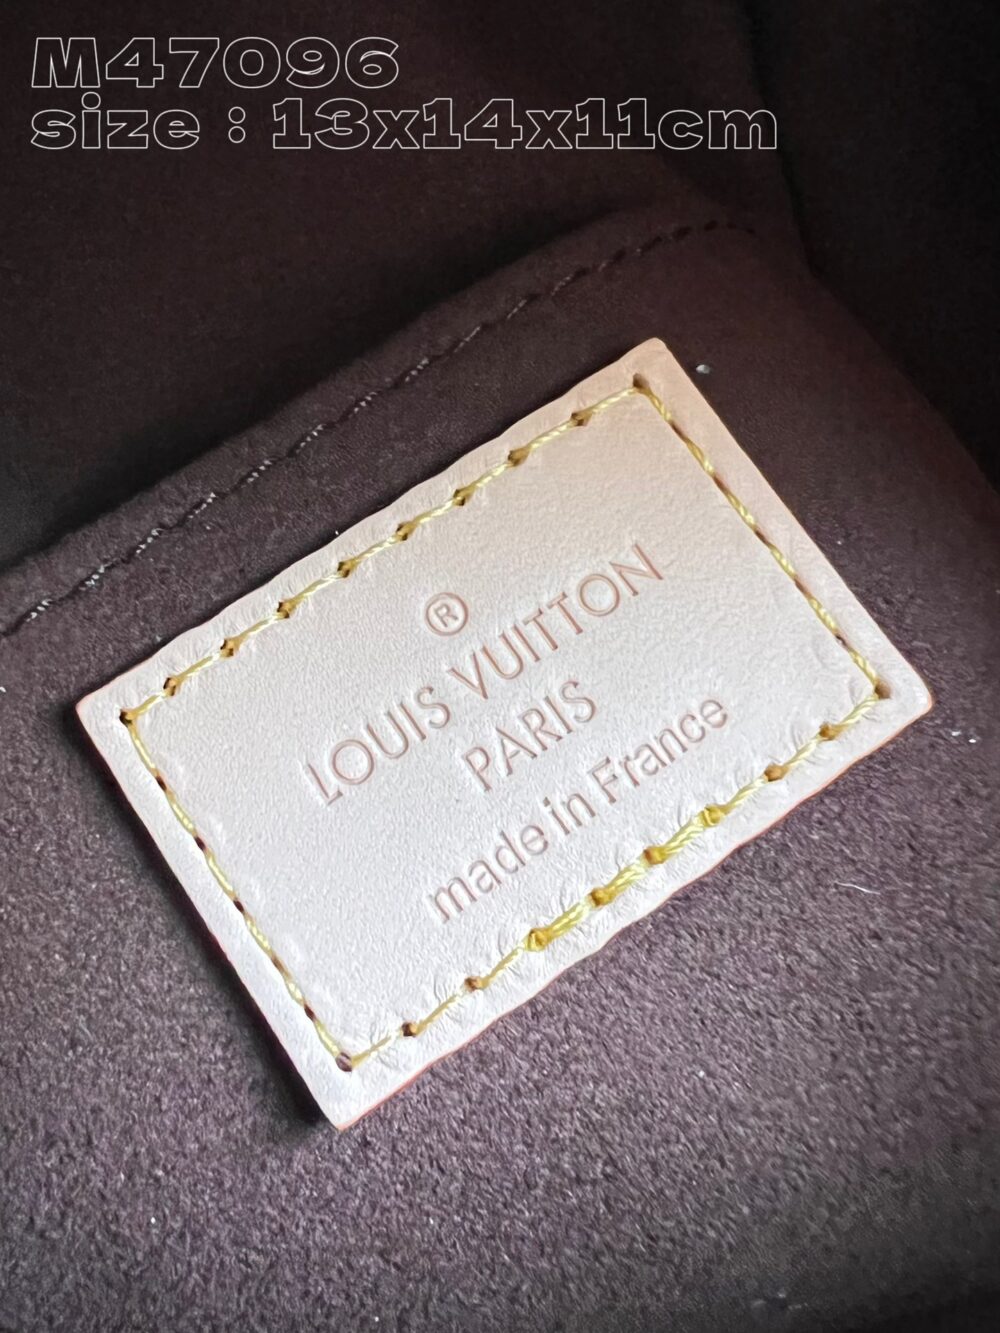 M47096
size : 13x14x11cm
®
LOUIS VUITTON
PARIS
made in France